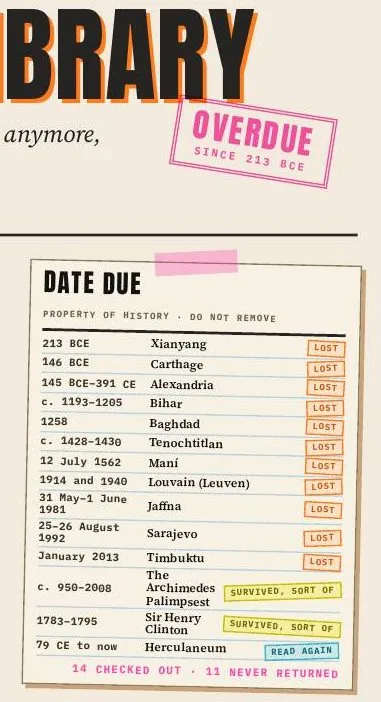 IBRARY
anymore,
OVERDUE
SINCE 213 BCE
DATE DUE
PROPERTY OF HISTORY · DO NOT REMOVE
213 BCE Xianyang LOST
146 BCE Carthage LOST
145 BCE–391 CE Alexandria LOST
c. 1193–1205 Bihar LOST
1258 Baghdad LOST
c. 1428–1430 Tenochtitlan LOST
12 July 1562 Maní LOST
1914 and 1940 Louvain (Leuven) LOST
31 May–1 June
1981 Jaffna LOST
25–26 August
1992 Sarajevo LOST
January 2013 Timbuktu LOST
The
c. 950–2008 Archimedes SURVIVED, SORT OF
Palimpsest
1783–1795 Sir Henry SURVIVED, SORT OF
Clinton
79 CE to now Herculaneum READ AGAIN
14 CHECKED OUT · 11 NEVER RETURNED